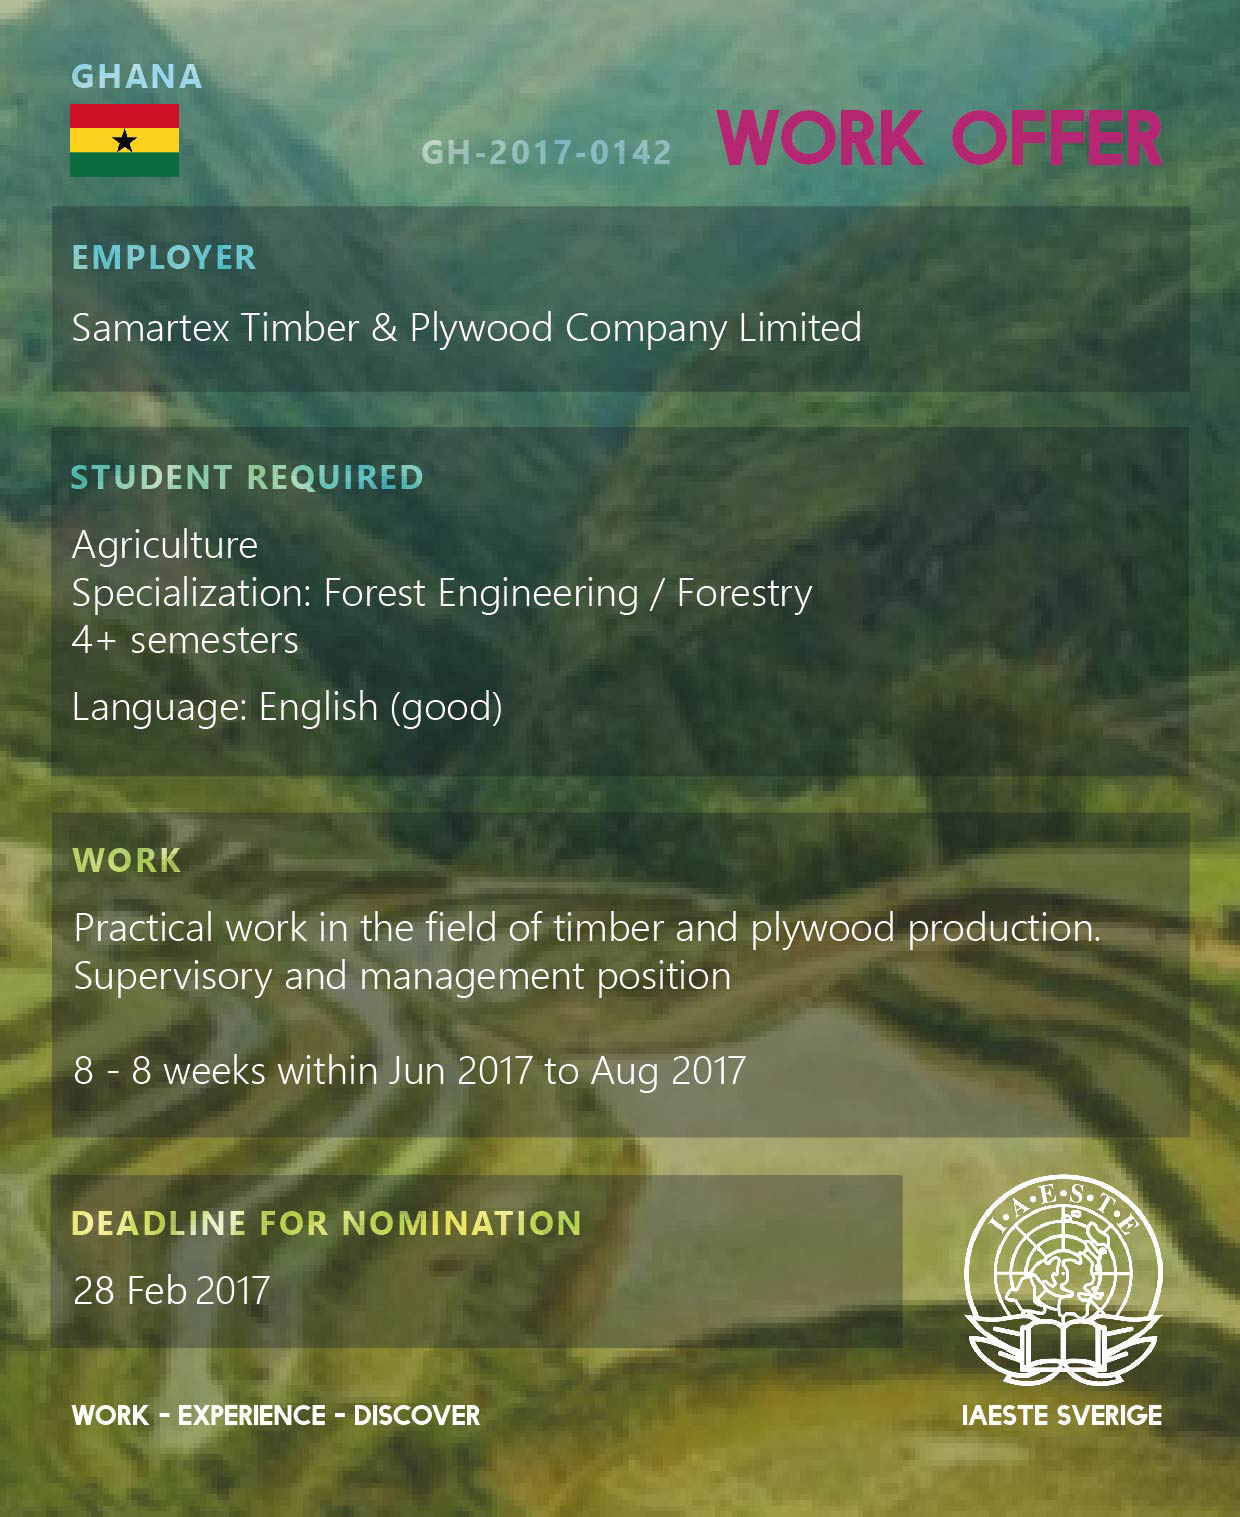 GHANA
GH-2017-0142
WORK OFFER
EMPLOYER
Samartex Timber & Plywood Company Limited
STUDENT REQUIRED
Agriculture
Specialization: Forest Engineering / Forestry
4+ semesters
Language: English (good)
WORK
Practical work in the field of timber and plywood production.
Supervisory and management position
8 - 8 weeks within Jun 2017 to Aug 2017
DEADLINE FOR NOMINATION
28 Feb 2017
I·A·E·S·T·E
WORK - EXPERIENCE - DISCOVER
IAESTE SVERIGE